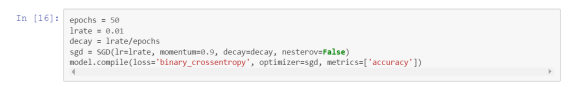 In [16]:
epochs = 50
lrate = 0.01
decay = lrate/epochs
sgd = SGD(lr=lrate, momentum=0.9, decay=decay, nesterov=False)
model.compile(loss='binary_crossentropy', optimizer=sgd, metrics=['accuracy'])